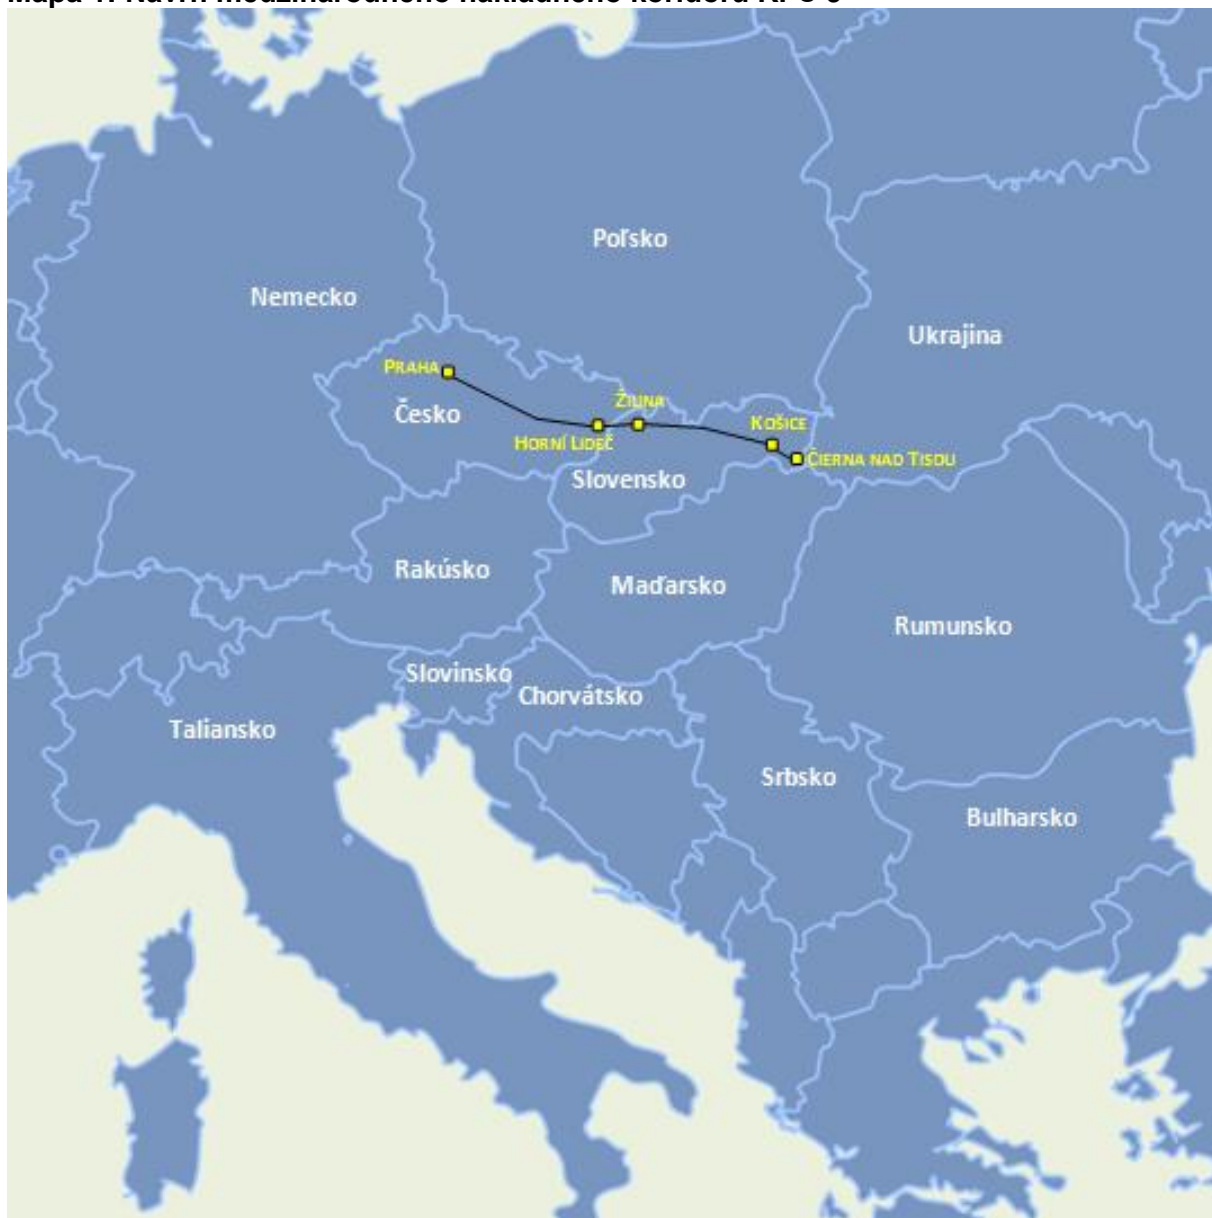 Poľsko
Nemecko
Ukrajina
PRAHA
ŽILINA
Česko
KOŠICE
HORNÍ LIDEČ
ČIERNA NAD TISOU
Slovensko
Rakúsko
Maďarsko
Rumunsko
Slovinsko
Chorvátsko
Taliansko
Srbsko
Bulharsko